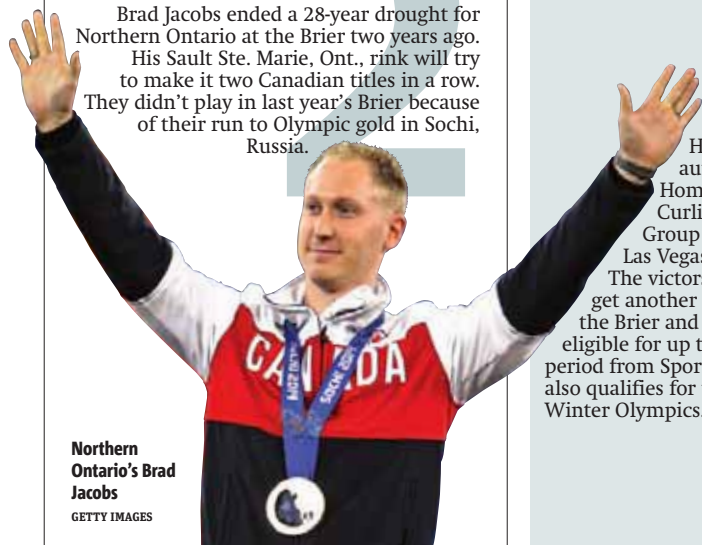 2
Brad Jacobs ended a 28-year drought for
Northern Ontario at the Brier two years ago.
His Sault Ste. Marie, Ont., rink will try
to make it two Canadian titles in a row.
They didn’t play in last year’s Brier because
of their run to Olympic gold in Sochi,
Russia.
CANADA
SOCHI
Northern
Ontario’s Brad
Jacobs
GETTY IMAGES
Hom
Curli
Group
Las Vegas
The victors
get another
the Brier and
eligible for up t
period from Spor
also qualifies for
Winter Olympics.